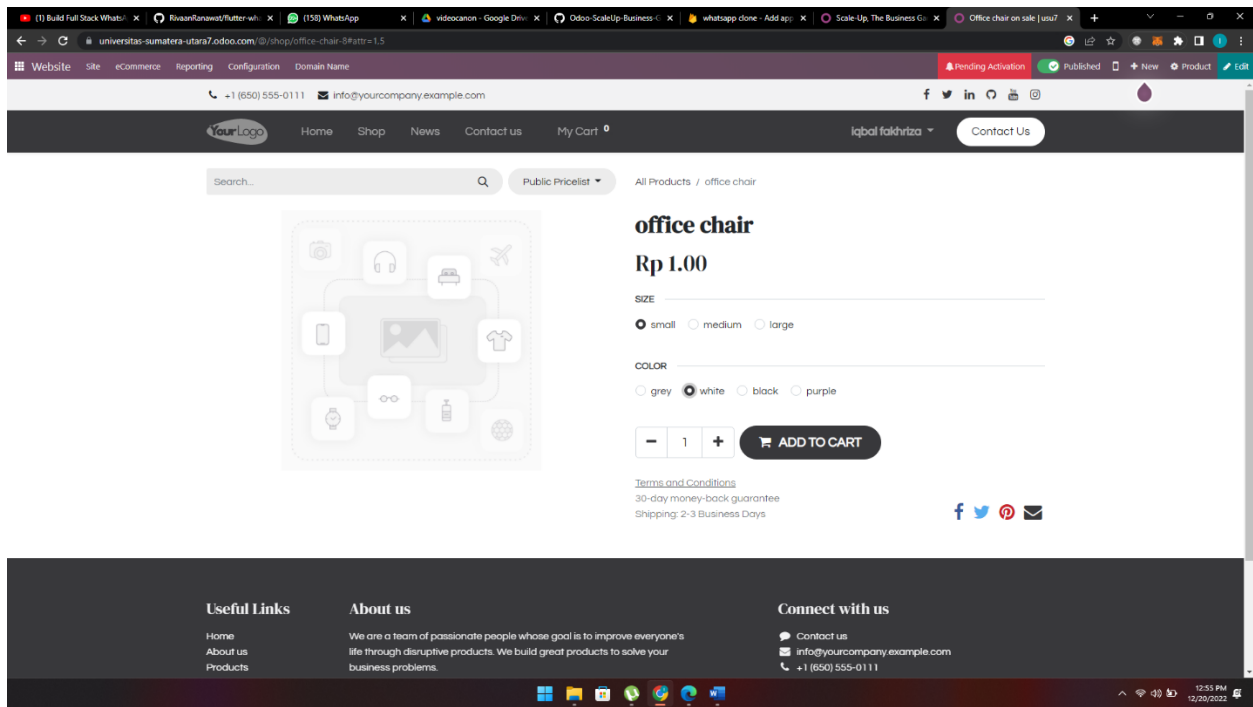 (1) Build Full Stack WhatsA
RivaanRanawat/flutter-wha
(158) WhatsApp
videocanon - Google Drive
Odoo-ScaleUp-Business-G
whatsapp clone - Add app
Scale-Up, The Business Ga
Office chair on sale | usu7
universitas-sumatera-utara7.odoo.com/@/shop/office-chair-8#attr=1,5
Website Site eCommerce Reporting Configuration Domain Name
Pending Activation Published + New Product Edit
+1 (650) 555-0111 info@yourcompany.example.com
YourLogo Home Shop News Contact us My Cart 0 iqbal fakhriza Contact Us
Search... Public Pricelist All Products / office chair
office chair
Rp 1.00
SIZE
small medium large
COLOR
grey white black purple
− 1 + ADD TO CART
Terms and Conditions
30-day money-back guarantee
Shipping: 2-3 Business Days
Useful Links
Home
About us
Products
About us
We are a team of passionate people whose goal is to improve everyone's
life through disruptive products. We build great products to solve your
business problems.
Connect with us
Contact us
info@yourcompany.example.com
+1 (650) 555-0111
12:55 PM
12/20/2022